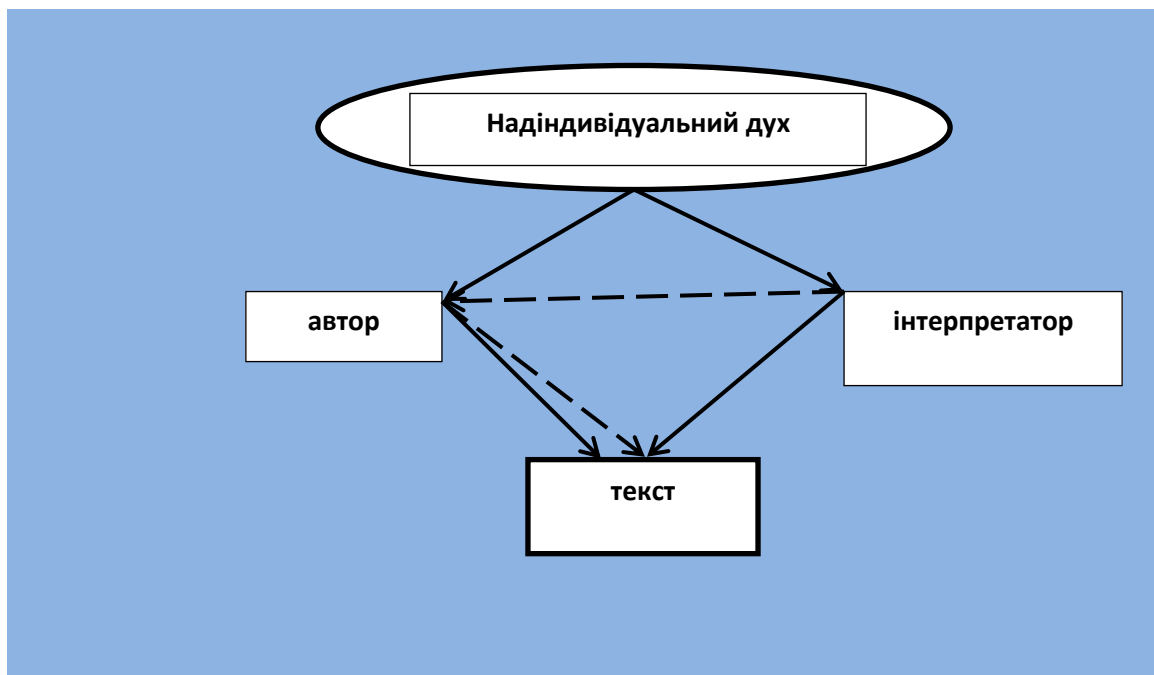 Надіндивідуальний дух
автор
інтерпретатор
текст